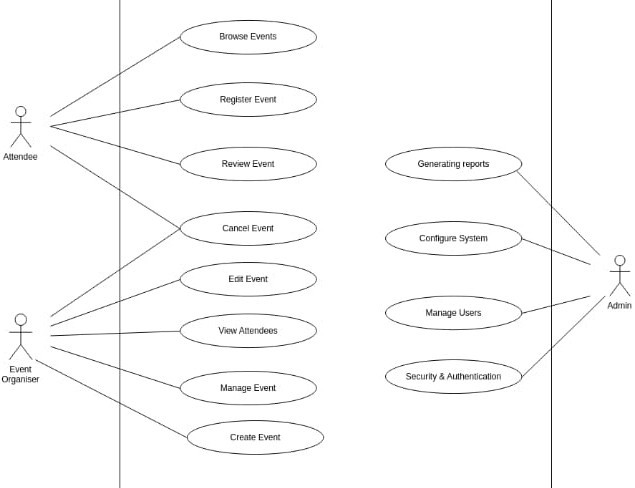 Browse Events
Register Event
Attendee
Review Event
Generating reports
Cancel Event
Configure System
Edit Event
Admin
Manage Users
View Attendees
Event
Organiser
Security & Authentication
Manage Event
Create Event